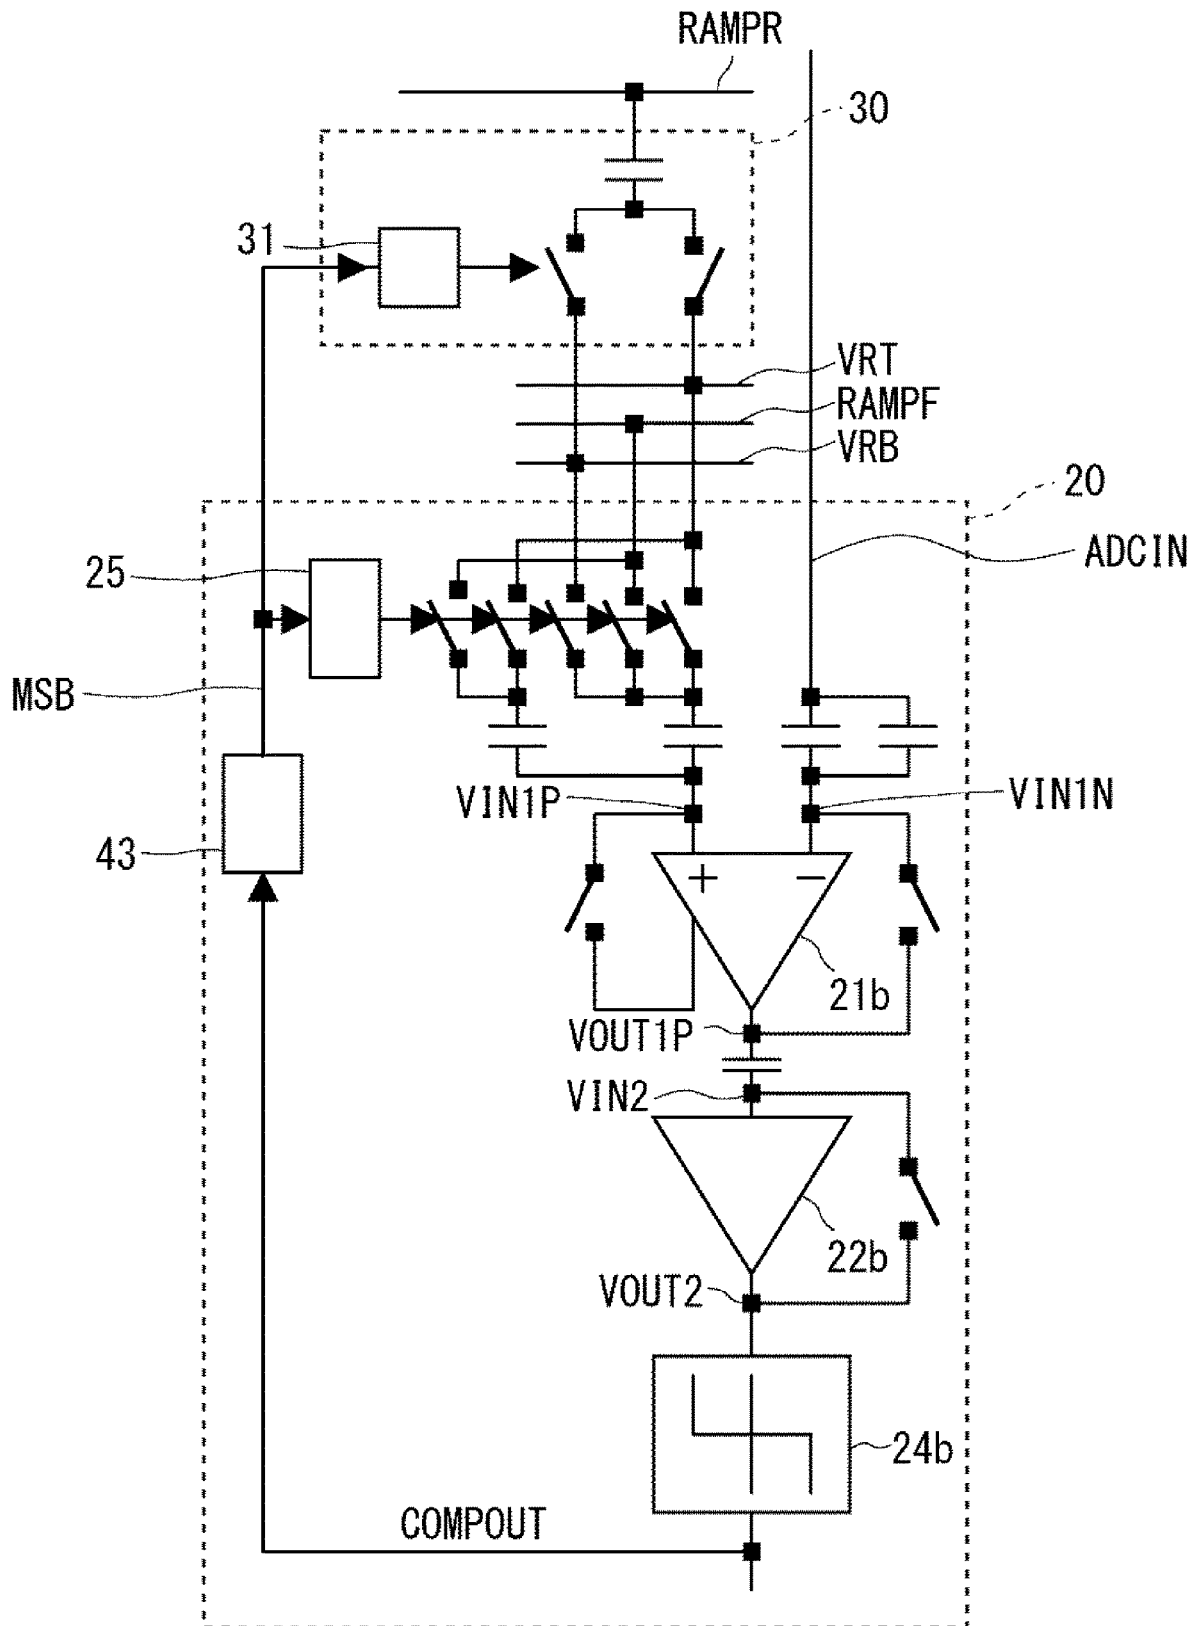 RAMPR
30
31
VRT
RAMPF
VRB
20
ADCIN
25
MSB
VIN1P
VIN1N
43
+
−
21b
VOUT1P
VIN2
22b
VOUT2
24b
COMPOUT